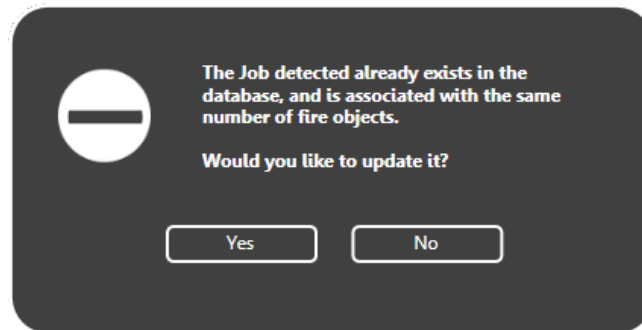 The Job detected already exists in the
database, and is associated with the same
number of fire objects.
Would you like to update it?
Yes
No